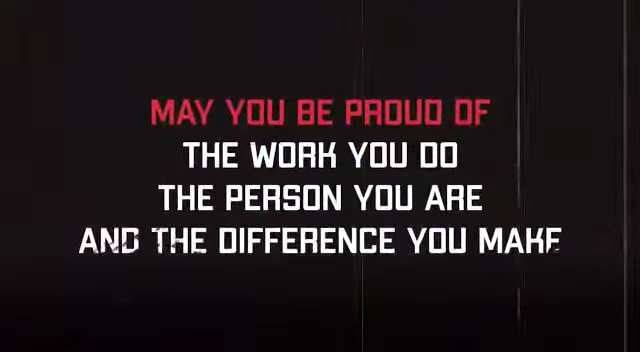 MAY YOU BE PROUD OF
THE WORK YOU DO
THE PERSON YOU ARE
AND THE DIFFERENCE YOU MAKE